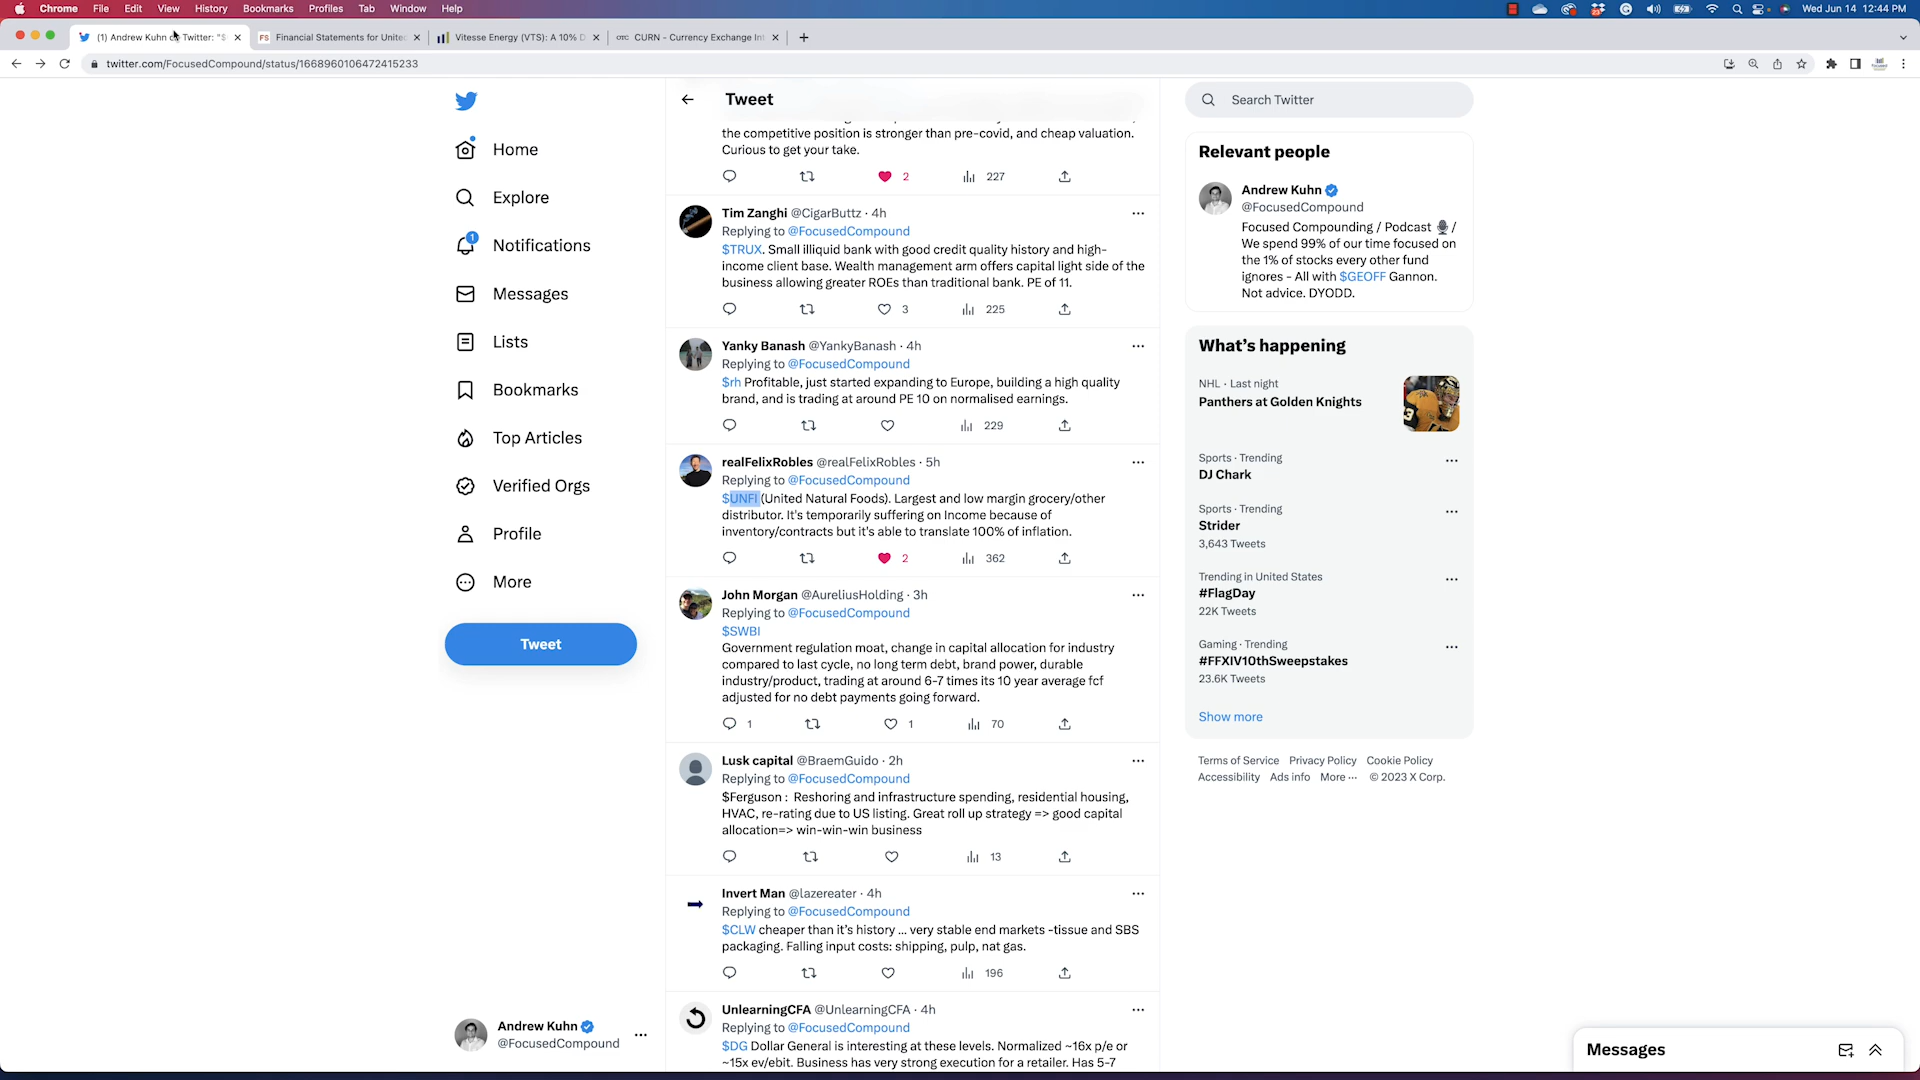 Chrome File Edit View History Bookmarks Profiles Tab Window Help
Wed Jun 14 12:44 PM
(1) Andrew Kuhn on Twitter: "$
Financial Statements for United
Vitesse Energy (VTS): A 10% D
CURN - Currency Exchange Int
twitter.com/FocusedCompound/status/1668960106472415233
Home
Explore
1
Notifications
Messages
Lists
Bookmarks
Top Articles
Verified Orgs
Profile
More
Tweet
Andrew Kuhn
@FocusedCompound
Tweet
the competitive position is stronger than pre-covid, and cheap valuation.
Curious to get your take.
2 227
Tim Zanghi @CigarButtz · 4h
Replying to @FocusedCompound
$TRUX. Small illiquid bank with good credit quality history and high-
income client base. Wealth management arm offers capital light side of the
business allowing greater ROEs than traditional bank. PE of 11.
3 225
Yanky Banash @YankyBanash · 4h
Replying to @FocusedCompound
$rh Profitable, just started expanding to Europe, building a high quality
brand, and is trading at around PE 10 on normalised earnings.
229
realFelixRobles @realFelixRobles · 5h
Replying to @FocusedCompound
$UNFI (United Natural Foods). Largest and low margin grocery/other
distributor. It's temporarily suffering on Income because of
inventory/contracts but it's able to translate 100% of inflation.
2 362
John Morgan @AureliusHolding · 3h
Replying to @FocusedCompound
$SWBI
Government regulation moat, change in capital allocation for industry
compared to last cycle, no long term debt, brand power, durable
industry/product, trading at around 6-7 times its 10 year average fcf
adjusted for no debt payments going forward.
1 1 70
Lusk capital @BraemGuido · 2h
Replying to @FocusedCompound
$Ferguson : Reshoring and infrastructure spending, residential housing,
HVAC, re-rating due to US listing. Great roll up strategy => good capital
allocation=> win-win-win business
13
Invert Man @lazereater · 4h
Replying to @FocusedCompound
$CLW cheaper than it's history ... very stable end markets -tissue and SBS
packaging. Falling input costs: shipping, pulp, nat gas.
196
UnlearningCFA @UnlearningCFA · 4h
Replying to @FocusedCompound
$DG Dollar General is interesting at these levels. Normalized ~16x p/e or
~15x ev/ebit. Business has very strong execution for a retailer. Has 5-7
Search Twitter
Relevant people
Andrew Kuhn
@FocusedCompound
Focused Compounding / Podcast /
We spend 99% of our time focused on
the 1% of stocks every other fund
ignores - All with $GEOFF Gannon.
Not advice. DYODD.
What's happening
NHL · Last night
Panthers at Golden Knights
Sports · Trending
DJ Chark
Sports · Trending
Strider
3,643 Tweets
Trending in United States
#FlagDay
22K Tweets
Gaming · Trending
#FFXIV10thSweepstakes
23.6K Tweets
Show more
Terms of Service Privacy Policy Cookie Policy
Accessibility Ads info More ··· © 2023 X Corp.
Messages